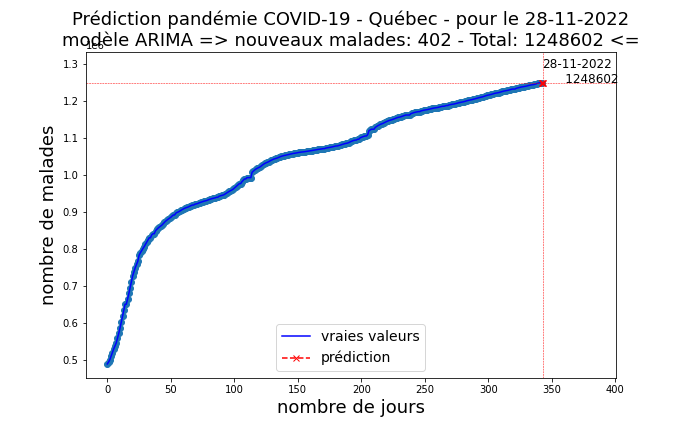 Prédiction pandémie COVID-19 - Québec - pour le 28-11-2022
modèle ARIMA => nouveaux malades: 402 - Total: 1248602 <=
1e6
28-11-2022
1248602
1.3
1.2
1.1
1.0
0.9
0.8
0.7
0.6
0.5
nombre de malades
vraies valeurs
prédiction
0 50 100 150 200 250 300 350 400
nombre de jours